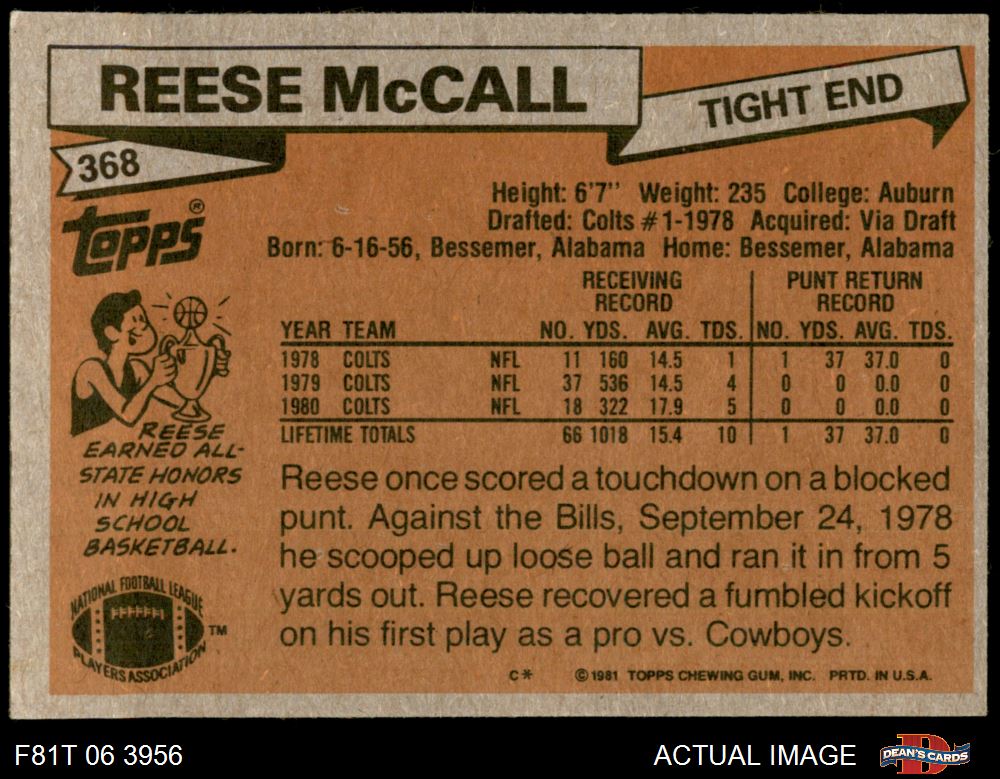 REESE McCALL
TIGHT END
368
Topps®
Height: 6'7" Weight: 235 College: Auburn
Drafted: Colts #1-1978 Acquired: Via Draft
Born: 6-16-56, Bessemer, Alabama Home: Bessemer, Alabama
RECEIVING RECORD PUNT RETURN RECORD
YEAR TEAM NO. YDS. AVG. TDS. NO. YDS. AVG. TDS.
1978 COLTS NFL 11 160 14.5 1 1 37 37.0 0
1979 COLTS NFL 37 536 14.5 4 0 0 0.0 0
1980 COLTS NFL 18 322 17.9 5 0 0 0.0 0
LIFETIME TOTALS 66 1018 15.4 10 1 37 37.0 0
REESE
EARNED ALL-
STATE HONORS
IN HIGH
SCHOOL
BASKETBALL.
Reese once scored a touchdown on a blocked
punt. Against the Bills, September 24, 1978
he scooped up loose ball and ran it in from 5
yards out. Reese recovered a fumbled kickoff
on his first play as a pro vs. Cowboys.
NATIONAL FOOTBALL LEAGUE
PLAYERS ASSOCIATION
TM
C* ©1981 TOPPS CHEWING GUM, INC. PRTD. IN U.S.A.
F81T 06 3956
ACTUAL IMAGE
DEAN'S CARDS